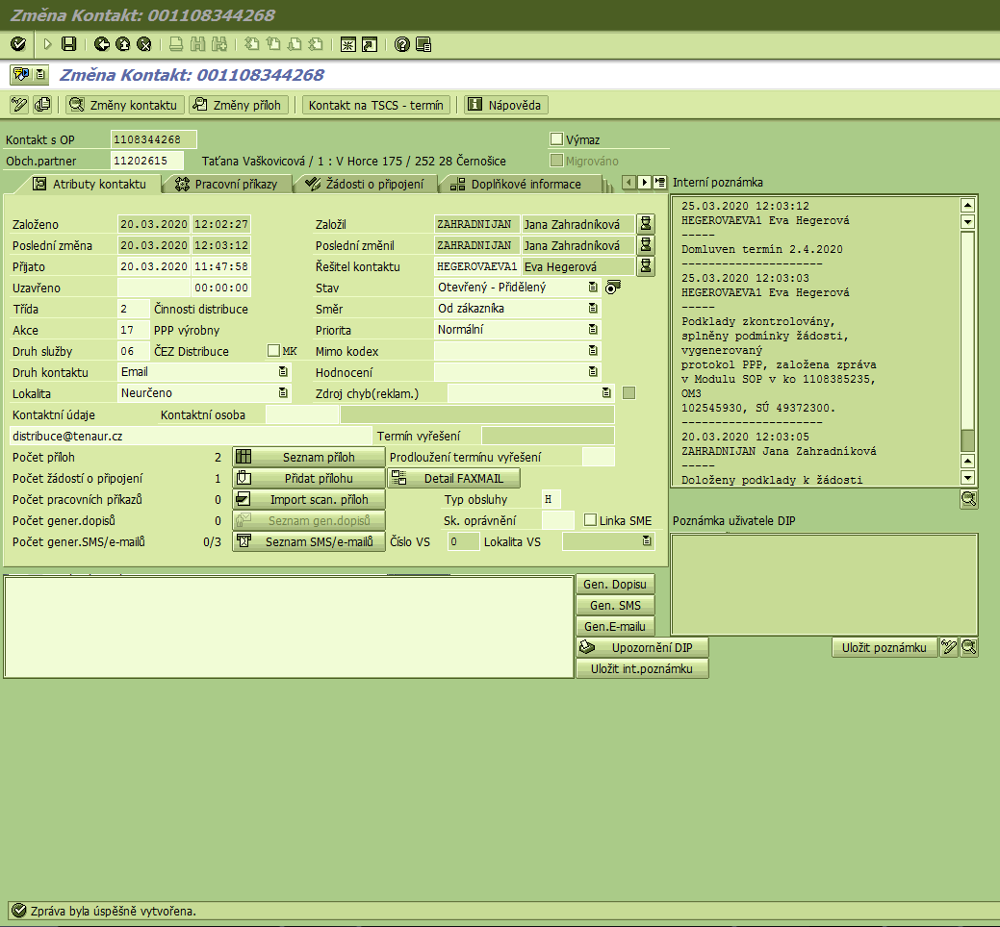 Změna Kontakt: 001108344268
Změna Kontakt: 001108344268
Změny kontaktu Změny příloh Kontakt na TSCS - termín Nápověda
Kontakt s OP 1108344268 Výmaz
Obch.partner 11202615 Taťana Vaškovicová / 1 : V Horce 175 / 252 28 Černošice Migrováno
Atributy kontaktu Pracovní příkazy Žádosti o připojení Doplňkové informace Interní poznámka
Založeno 20.03.2020 12:02:27 Založil ZAHRADNIJAN Jana Zahradníková
Poslední změna 20.03.2020 12:03:12 Poslední změnil ZAHRADNIJAN Jana Zahradníková
Přijato 20.03.2020 11:47:58 Řešitel kontaktu HEGEROVAEVA1 Eva Hegerová
Uzavřeno 00:00:00 Stav Otevřený - Přidělený
Třída 2 Činnosti distribuce Směr Od zákazníka
Akce 17 PPP výrobny Priorita Normální
Druh služby 06 ČEZ Distribuce MK Mimo kodex
Druh kontaktu Email Hodnocení
Lokalita Neurčeno Zdroj chyb(reklam.)
Kontaktní údaje Kontaktní osoba
distribuce@tenaur.cz Termín vyřešení
Počet příloh 2 Seznam příloh Prodloužení termínu vyřešení
Počet žádostí o připojení 1 Přidat přílohu Detail FAXMAIL
Počet pracovních příkazů 0 Import scan. příloh Typ obsluhy H
Počet gener.dopisů 0 Seznam gen.dopisů Sk. oprávnění Linka SME
Počet gener.SMS/e-mailů 0/3 Seznam SMS/e-mailů Číslo VS 0 Lokalita VS
25.03.2020 12:03:12
HEGEROVAEVA1 Eva Hegerová
-----
Domluven termín 2.4.2020
---------------------
25.03.2020 12:03:03
HEGEROVAEVA1 Eva Hegerová
-----
Podklady zkontrolovány,
splněny podmínky žádosti,
vygenerovaný
protokol PPP, založena zpráva
v Modulu SOP v ko 1108385235,
OM3
102545930, SÚ 49372300.
---------------------
20.03.2020 12:03:05
ZAHRADNIJAN Jana Zahradníková
-----
Doloženy podklady k žádosti
Poznámka uživatele DIP
Gen. Dopisu
Gen. SMS
Gen.E-mailu
Upozornění DIP
Uložit int.poznámku
Uložit poznámku
Zpráva byla úspěšně vytvořena.